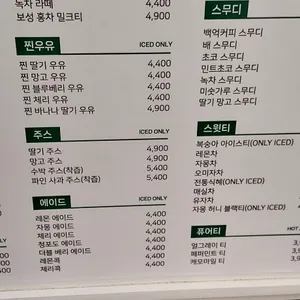 녹차 라떼 4,400
보성 홍차 밀크티 4,900
찐우유 ICED ONLY
찐 딸기 우유 4,400
찐 망고 우유 4,400
찐 블루베리 우유 4,400
찐 체리 우유 4,400
찐 바나나 우유 4,900
주스 ICED ONLY
딸기 주스 4,900
망고 주스 4,900
수박 주스(착즙) 5,400
파인 사과 주스(착즙) 5,400
에이드 ICED ONLY
레몬 에이드 4,400
자몽 에이드 4,400
체리 에이드 4,400
청포도 에이드 4,400
더블 베리 에이드 4,400
레몬콕 4,400
체리콕 4,400
스무디
백억커피 스무디
배 스무디
초코 스무디
민트초코 스무디
녹차 스무디
미숫가루 스무디
딸기 망고 스무디
스윗티
복숭아 아이스티(ONLY ICED)
레몬차
자몽차
오미자차
전통식혜(ONLY ICED)
매실차
유자차
자몽 허니 블랙티(ONLY ICED)
퓨어티 HOT
얼그레이 티
페퍼민트 티
캐모마일 티